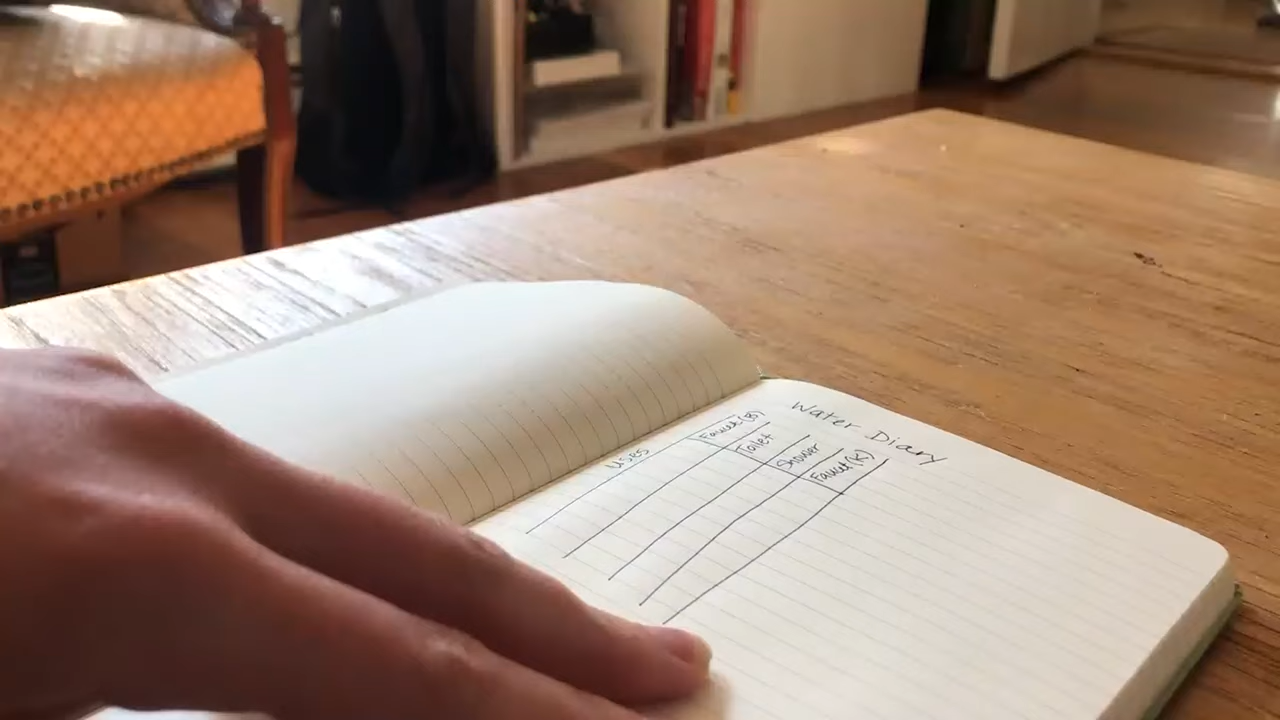 Water Diary
Uses
Faucet (B)
Toilet
Shower
Faucet (K)